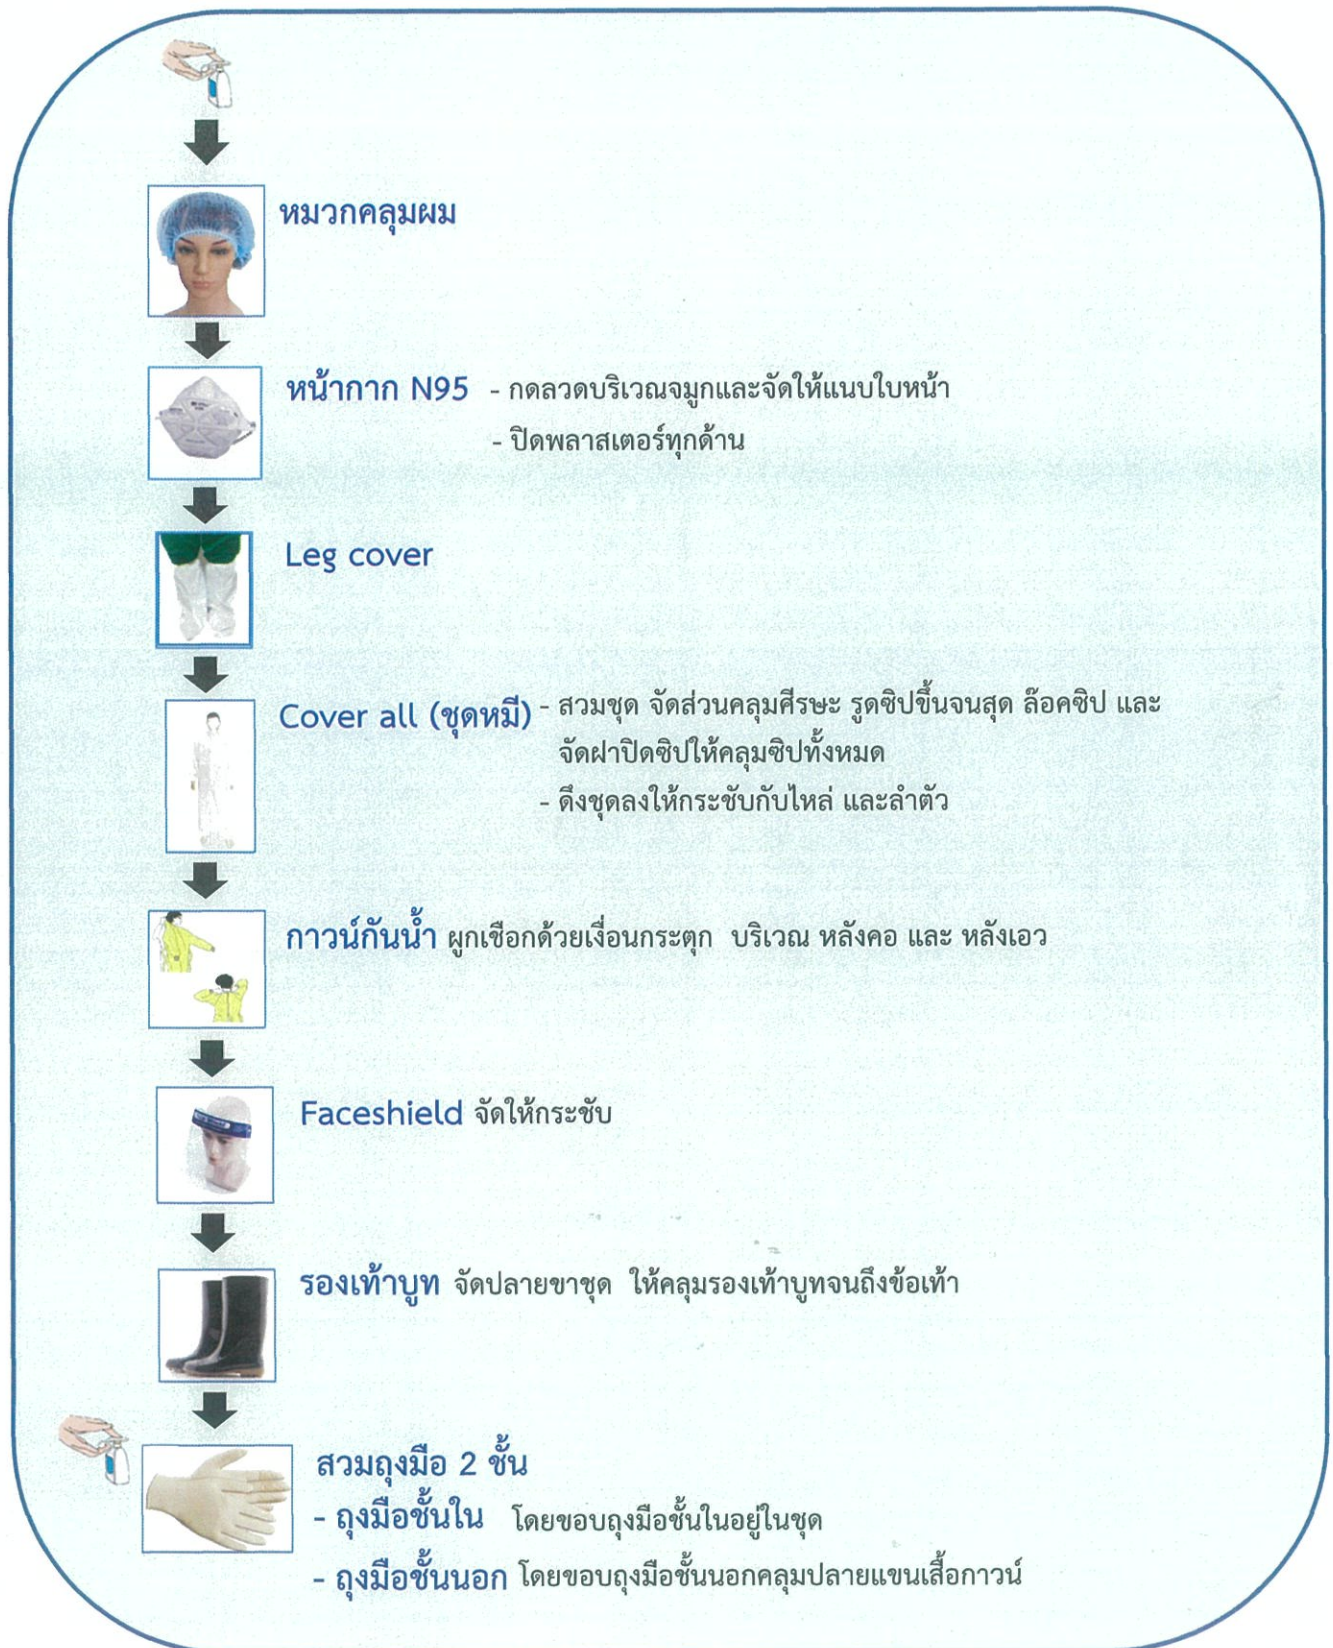 หมวกคลุมผม
หน้ากาก N95 - กดลวดบริเวณจมูกและจัดให้แนบใบหน้า
- ปิดพลาสเตอร์ทุกด้าน
Leg cover
Cover all (ชุดหมี) - สวมชุด จัดส่วนคลุมศีรษะ รูดซิปขึ้นจนสุด ล๊อคซิป และ
จัดฝาปิดซิปให้คลุมซิปทั้งหมด
- ดึงชุดลงให้กระชับกับไหล่ และลำตัว
กาวน์กันน้ำ ผูกเชือกด้วยเงื่อนกระตุก บริเวณ หลังคอ และ หลังเอว
Faceshield จัดให้กระชับ
รองเท้าบูท จัดปลายขาชุด ให้คลุมรองเท้าบูทจนถึงข้อเท้า
สวมถุงมือ 2 ชั้น
- ถุงมือชั้นใน โดยขอบถุงมือชั้นในอยู่ในชุด
- ถุงมือชั้นนอก โดยขอบถุงมือชั้นนอกคลุมปลายแขนเสื้อกาวน์